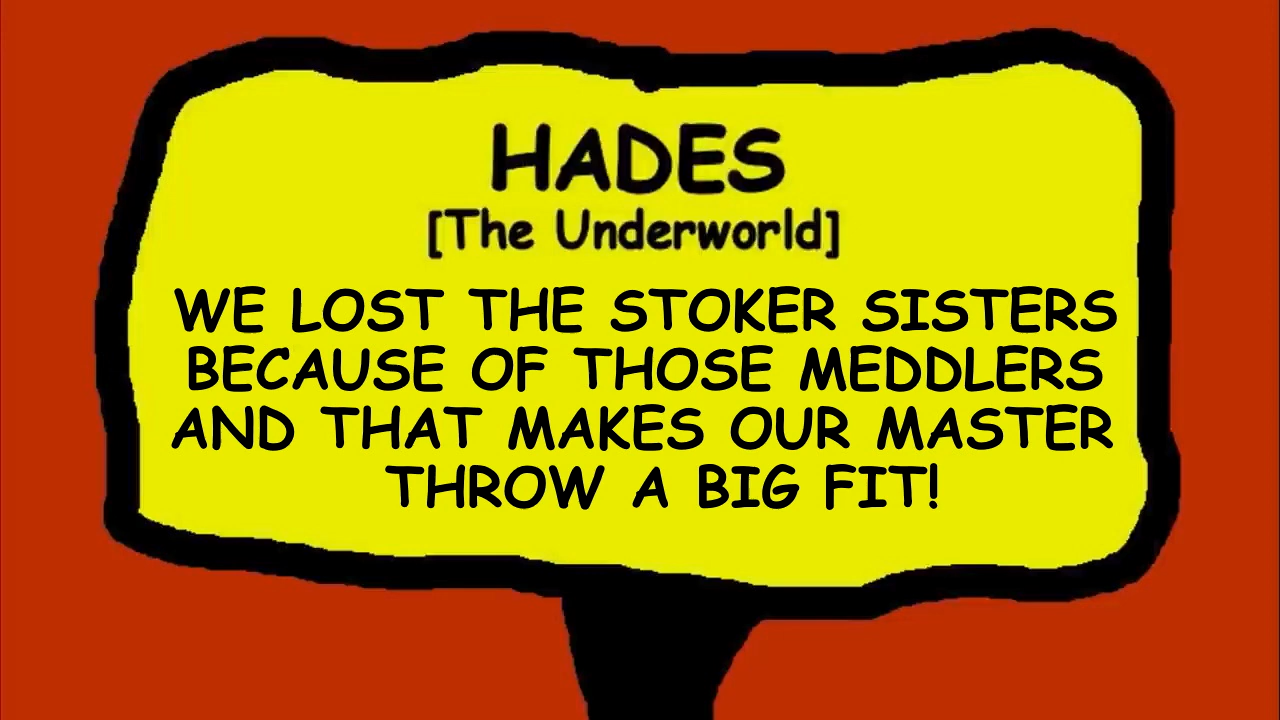 HADES
[The Underworld]
WE LOST THE STOKER SISTERS
BECAUSE OF THOSE MEDDLERS
AND THAT MAKES OUR MASTER
THROW A BIG FIT!